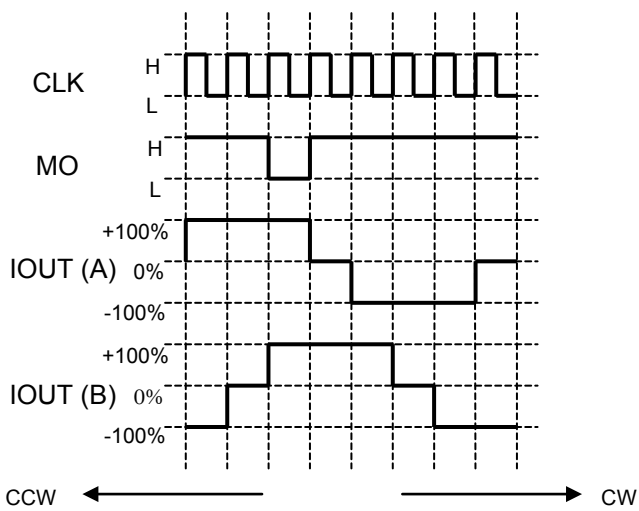 CLK
H
L
MO
H
L
IOUT (A)
+100%
0%
-100%
IOUT (B)
+100%
0%
-100%
CCW
CW